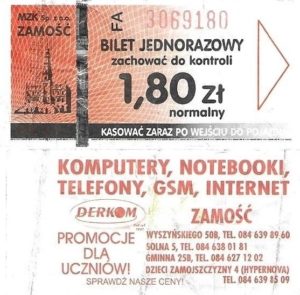 MZK Sp. z o.o.
ZAMOŚĆ
FA
3069180
BILET JEDNORAZOWY
zachować do kontroli
1,80 zł
normalny
KASOWAĆ ZARAZ PO WEJŚCIU DO POJAZDU
KOMPUTERY, NOTEBOOKI,
TELEFONY, GSM, INTERNET
DERKOM
PROMOCJE
DLA
UCZNIÓW!
SPRAWDŹ NASZE CENY!
ZAMOŚĆ
WYSZYŃSKIEGO 50B, TEL. 084 639 89 60
SOLNA 5, TEL. 084 638 01 81
GMINNA 25B, TEL. 084 627 12 02
DZIECI ZAMOJSZCZYZNY 4 (HYPERNOVA)
TEL. 084 639 85 09